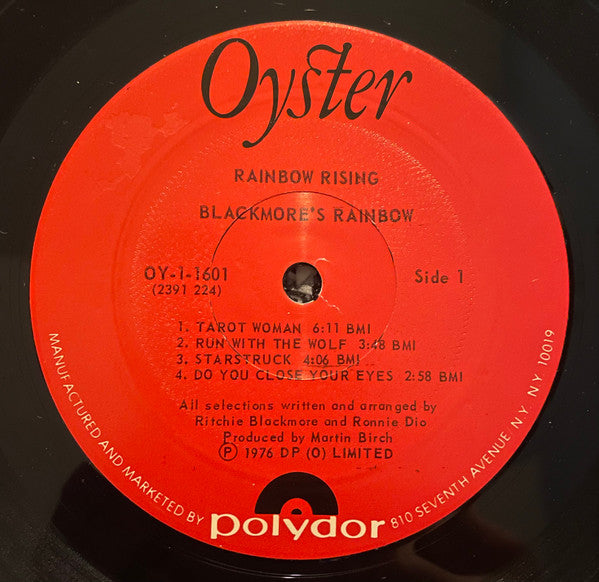 Oyster
RAINBOW RISING
BLACKMORE'S RAINBOW
OY-1-1601
(2391 224)
Side 1
1. TAROT WOMAN 6:11 BMI
2. RUN WITH THE WOLF 3:48 BMI
3. STARSTRUCK 4:06 BMI
4. DO YOU CLOSE YOUR EYES 2:58 BMI
All selections written and arranged by
Ritchie Blackmore and Ronnie Dio
Produced by Martin Birch
Ⓟ 1976 DP (O) LIMITED
MANUFACTURED AND MARKETED BY polydor 810 SEVENTH AVENUE N.Y. NY 10019